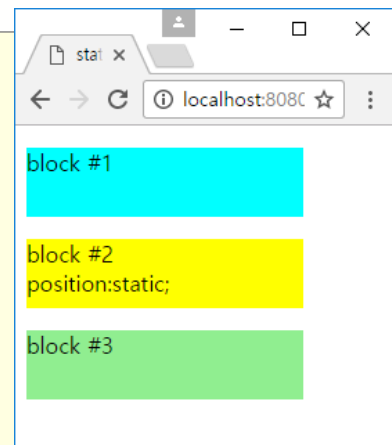 stat
localhost:8080
block #1
block #2
position:static;
block #3